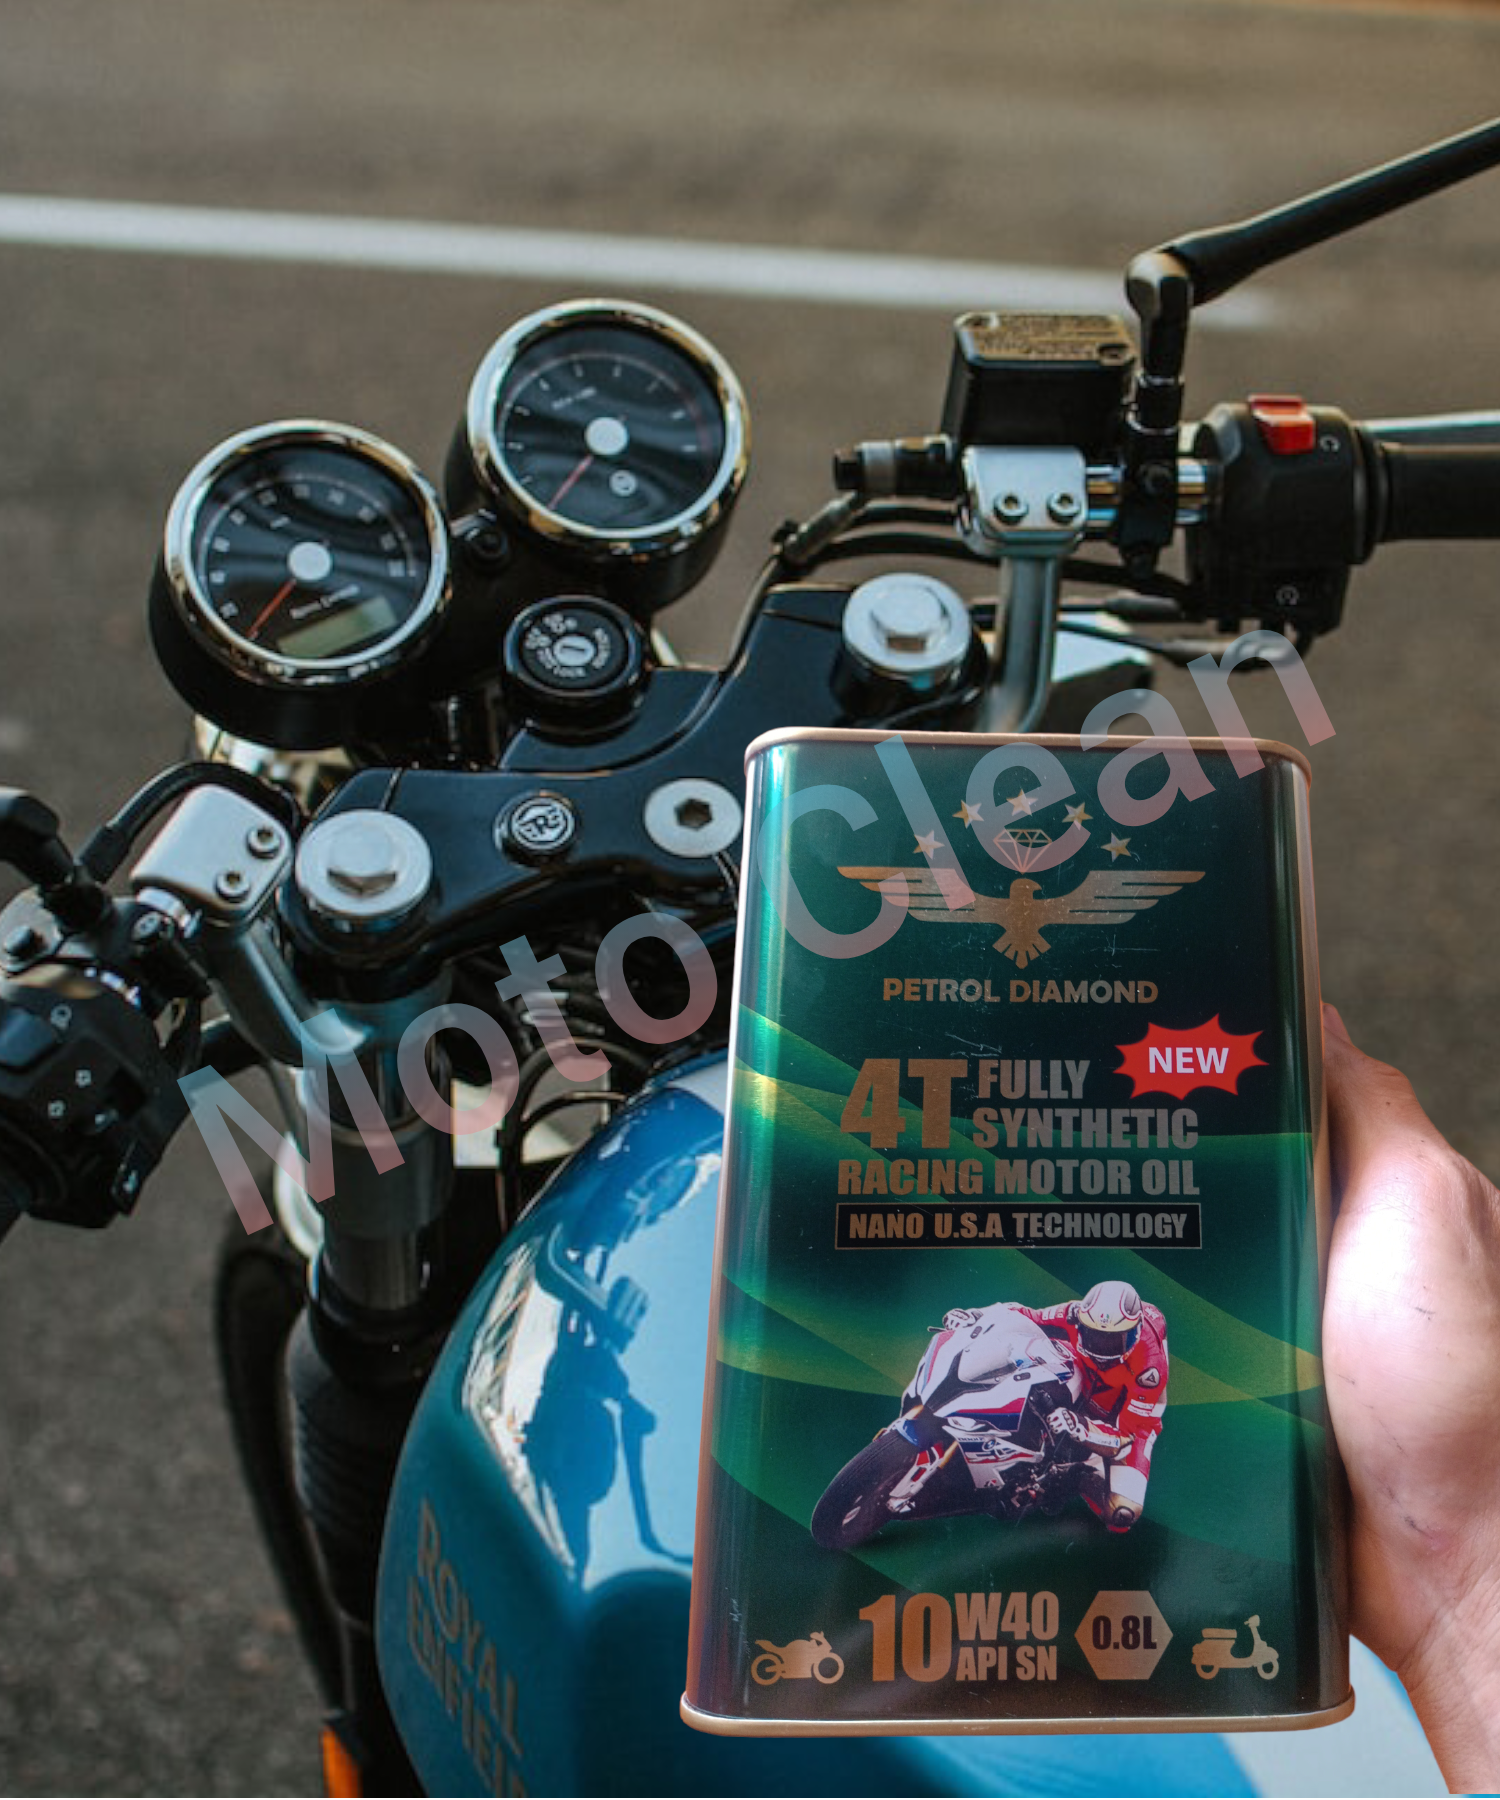 Moto Clean
PETROL DIAMOND
NEW
4T FULLY
SYNTHETIC
RACING MOTOR OIL
NANO U.S.A TECHNOLOGY
10W40
API SN
0.8L
ROYAL
ENFIELD